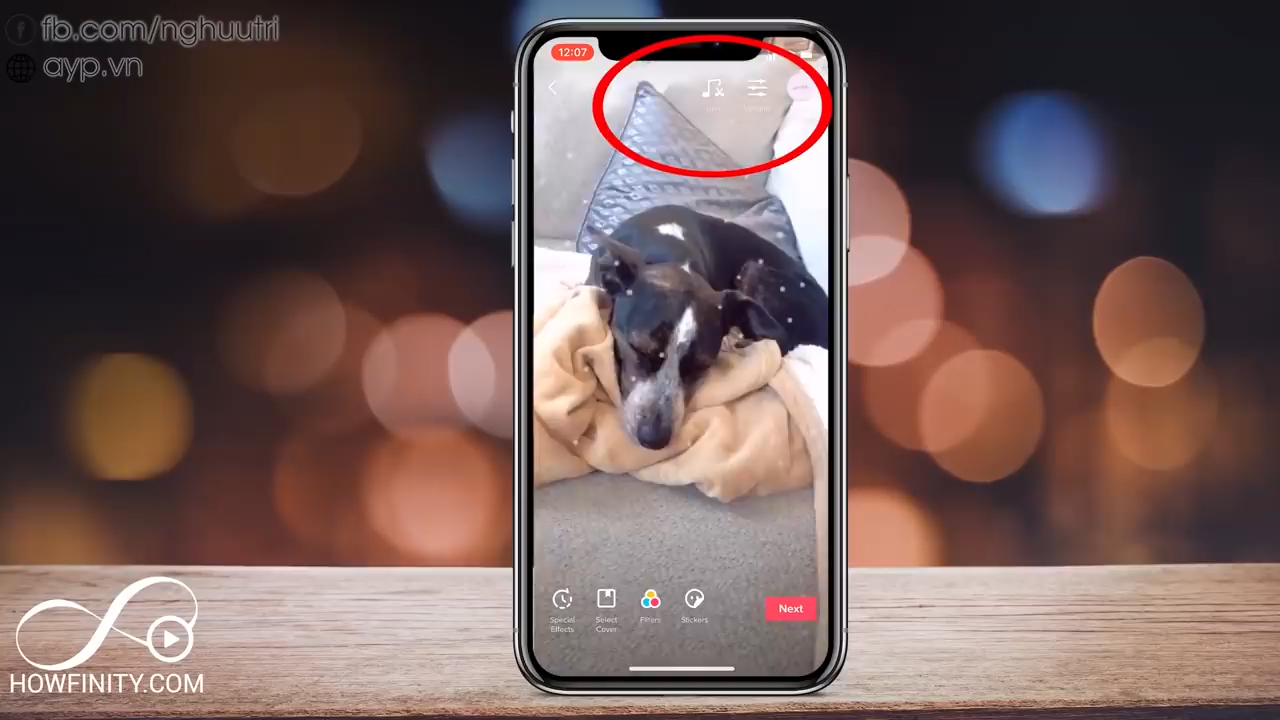 fb.com/nghuutri
ayp.vn
12:07
Special
Effects
Select
Cover
Filters
Stickers
Next
HOWFINITY.COM